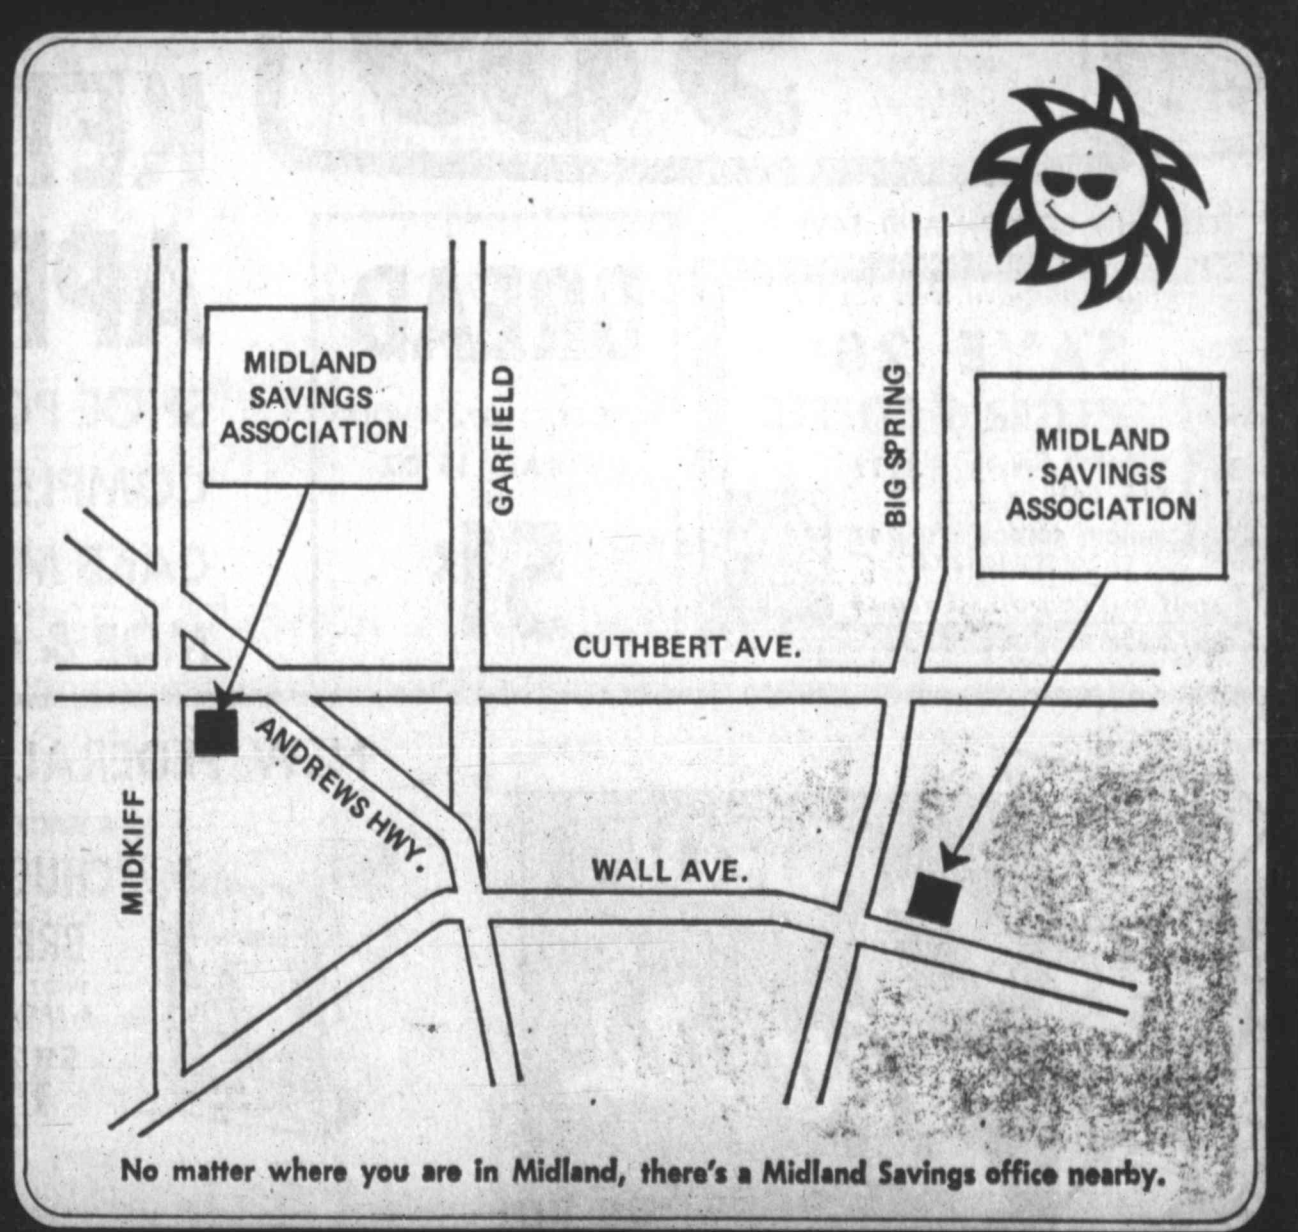 MIDLAND
SAVINGS
ASSOCIATION
GARFIELD
BIG SPRING
MIDLAND
SAVINGS
ASSOCIATION
CUTHBERT AVE.
ANDREWS HWY.
MIDKIFF
WALL AVE.
No matter where you are in Midland, there's a Midland Savings office nearby.